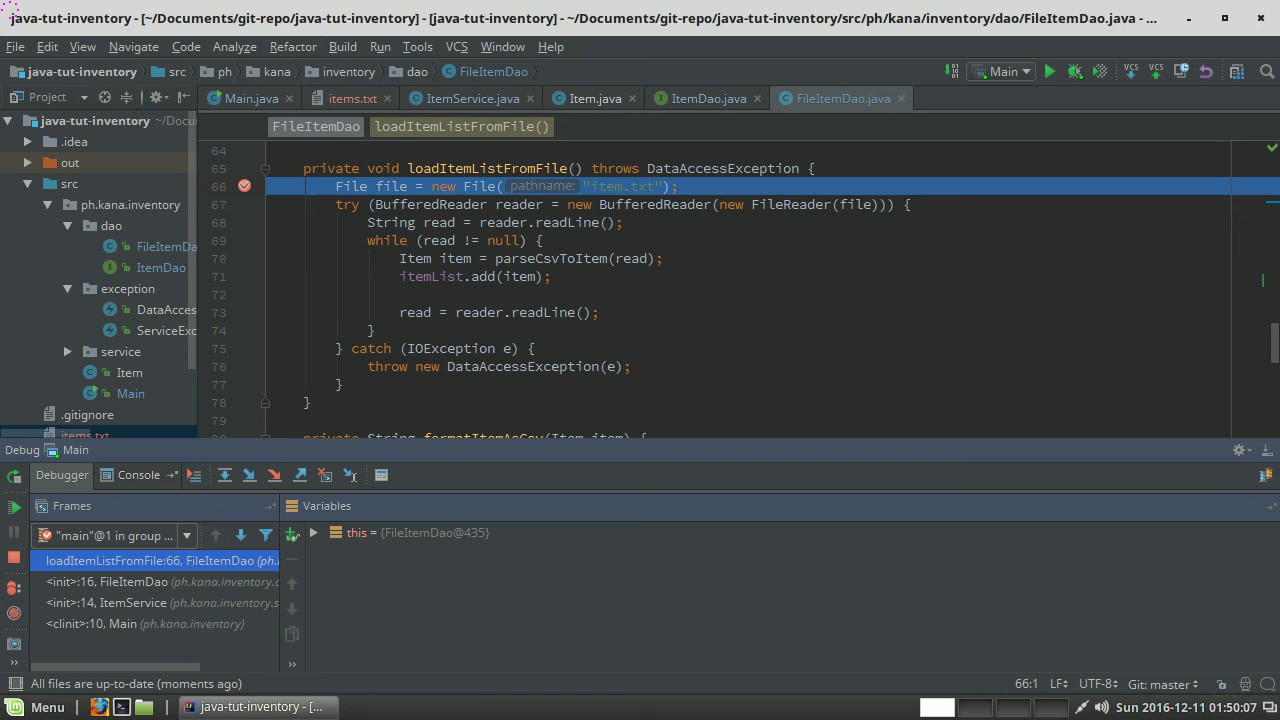 java-tut-inventory - [~/Documents/git-repo/java-tut-inventory] - [java-tut-inventory] - ~/Documents/git-repo/java-tut-inventory/src/ph/kana/inventory/dao/FileItemDao.java - ...
File Edit View Navigate Code Analyze Refactor Build Run Tools VCS Window Help
java-tut-inventory src ph kana inventory dao FileItemDao Main VCS VCS
Project Main.java items.txt ItemService.java Item.java ItemDao.java FileItemDao.java
java-tut-inventory ~/Docu
.idea
out
src
ph.kana.inventory
dao
FileItemDa
ItemDao
exception
DataAcces
ServiceExc
service
Item
Main
.gitignore
items.txt
FileItemDao loadItemListFromFile()
64
65 private void loadItemListFromFile() throws DataAccessException {
66 File file = new File( pathname: "item.txt");
67 try (BufferedReader reader = new BufferedReader(new FileReader(file))) {
68 String read = reader.readLine();
69 while (read != null) {
70 Item item = parseCsvToItem(read);
71 itemList.add(item);
72
73 read = reader.readLine();
74 }
75 } catch (IOException e) {
76 throw new DataAccessException(e);
77 }
78 }
79
private String formatItemAsCsv(Item item) {
Debug Main
Debugger Console
Frames
"main"@1 in group ...
loadItemListFromFile:66, FileItemDao (ph.k
<init>:16, FileItemDao (ph.kana.inventory.d
<init>:14, ItemService (ph.kana.inventory.s
<clinit>:10, Main (ph.kana.inventory)
Variables
this = {FileItemDao@435}
All files are up-to-date (moments ago) 66:1 LF UTF-8 Git: master
Menu java-tut-inventory - [... Sun 2016-12-11 01:50:07